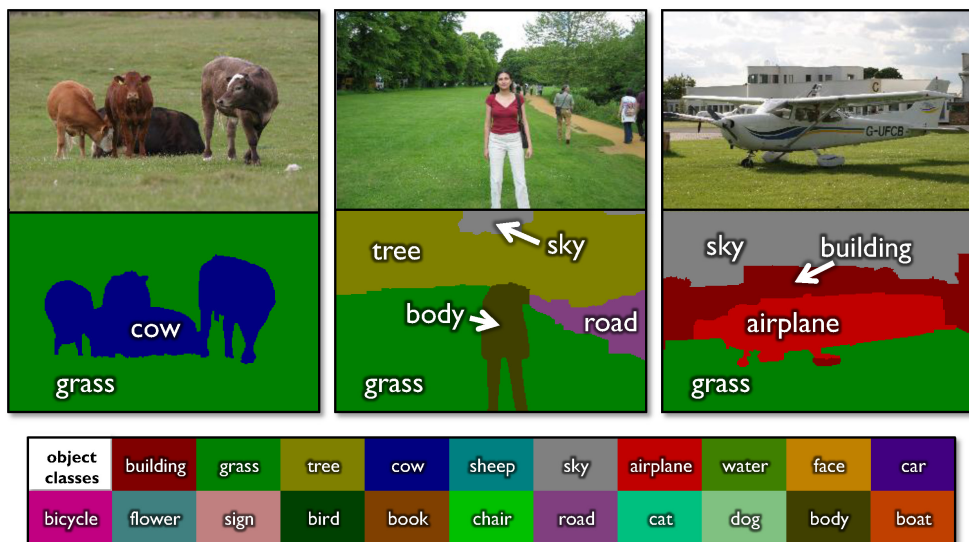 C
G-UFCB
tree
sky
sky
building
body
cow
road
airplane
grass
grass
grass
object classes
building
grass
tree
cow
sheep
sky
airplane
water
face
car
bicycle
flower
sign
bird
book
chair
road
cat
dog
body
boat